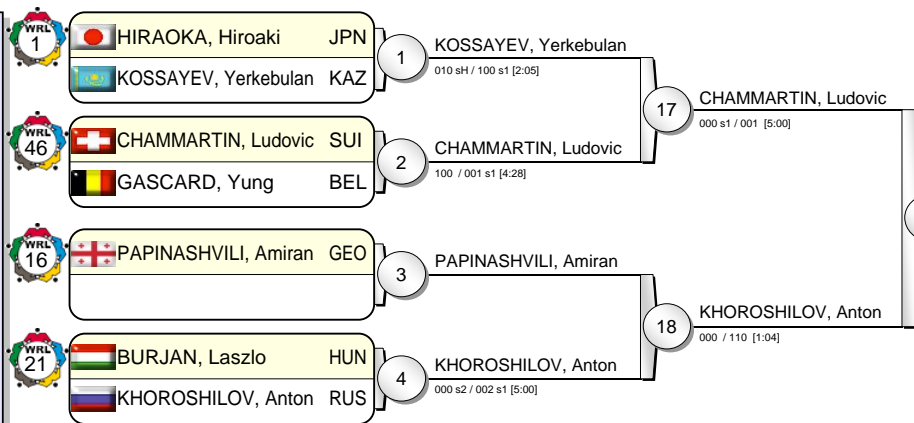 WRL
1
HIRAOKA, Hiroaki JPN
KOSSAYEV, Yerkebulan KAZ
1
KOSSAYEV, Yerkebulan
010 sH / 100 s1 [2:05]
WRL
46
CHAMMARTIN, Ludovic SUI
GASCARD, Yung BEL
2
CHAMMARTIN, Ludovic
100 / 001 s1 [4:28]
17
CHAMMARTIN, Ludovic
000 s1 / 001 [5:00]
WRL
16
PAPINASHVILI, Amiran GEO
3
PAPINASHVILI, Amiran
WRL
21
BURJAN, Laszlo HUN
KHOROSHILOV, Anton RUS
4
KHOROSHILOV, Anton
000 s2 / 002 s1 [5:00]
18
KHOROSHILOV, Anton
000 / 110 [1:04]